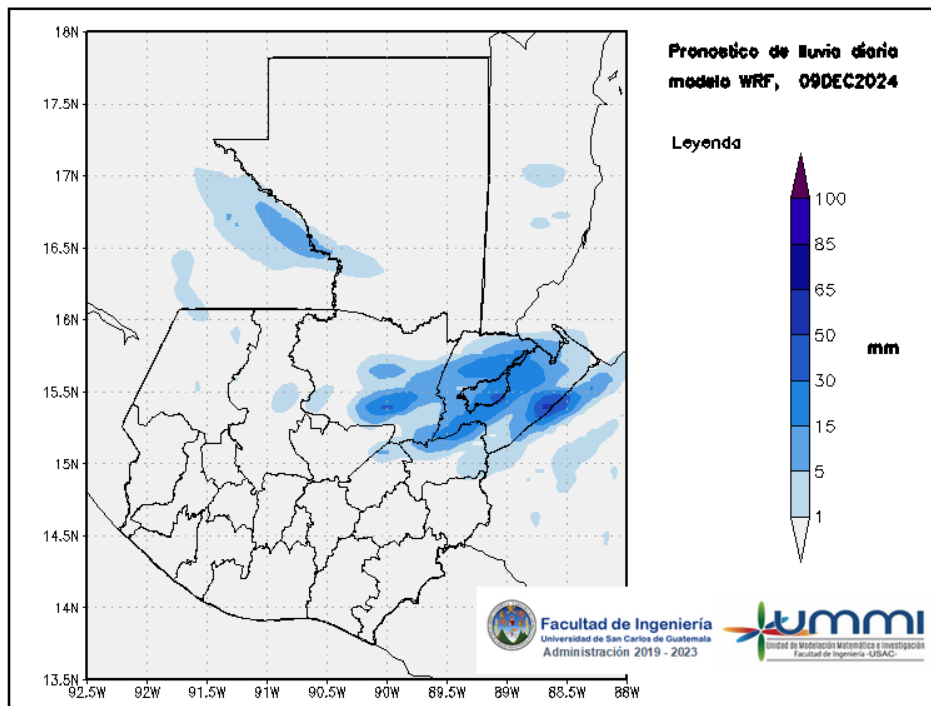 Pronostico de lluvia diaria
modelo WRF, 09DEC2024
Leyenda
100
85
65
50
30
15
5
1
mm
18N
17.5N
17N
16.5N
16N
15.5N
15N
14.5N
14N
13.5N
92.5W
92W
91.5W
91W
90.5W
90W
89.5W
89W
88.5W
88W
Facultad de Ingeniería
Universidad de San Carlos de Guatemala
Administración 2019 - 2023
ummi
Unidad de Modelación Matemática e Investigación
Facultad de Ingeniería -USAC-